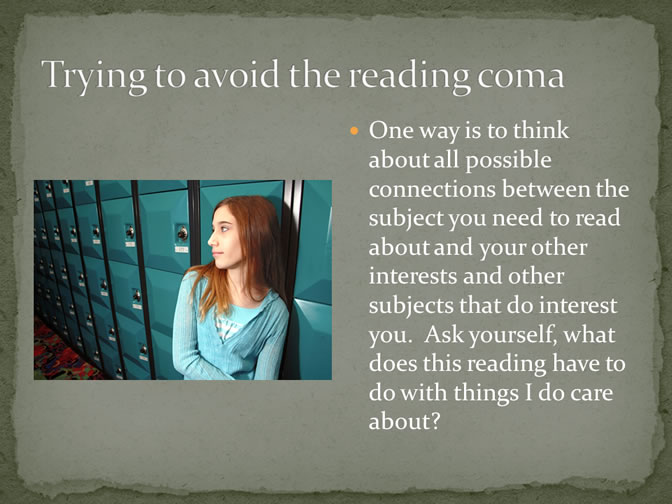 Trying to avoid the reading coma
One way is to think
about all possible
connections between the
subject you need to read
about and your other
interests and other
subjects that do interest
you.  Ask yourself, what
does this reading have to
do with things I do care
about?